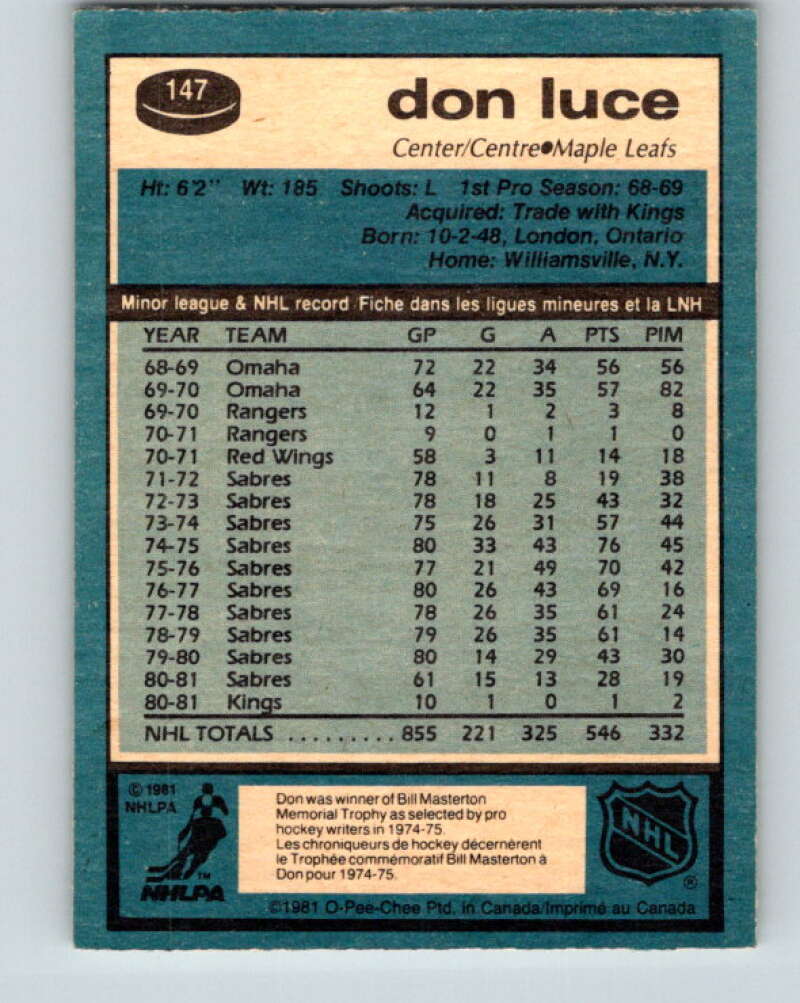 147
don luce
Center/Centre●Maple Leafs
Ht: 6'2" Wt: 185 Shoots: L 1st Pro Season: 68-69
Acquired: Trade with Kings
Born: 10-2-48, London, Ontario
Home: Williamsville, N.Y.
Minor league & NHL record Fiche dans les ligues mineures et la LNH
YEAR TEAM GP G A PTS PIM
68-69 Omaha 72 22 34 56 56
69-70 Omaha 64 22 35 57 82
69-70 Rangers 12 1 2 3 8
70-71 Rangers 9 0 1 1 0
70-71 Red Wings 58 3 11 14 18
71-72 Sabres 78 11 8 19 38
72-73 Sabres 78 18 25 43 32
73-74 Sabres 75 26 31 57 44
74-75 Sabres 80 33 43 76 45
75-76 Sabres 77 21 49 70 42
76-77 Sabres 80 26 43 69 16
77-78 Sabres 78 26 35 61 24
78-79 Sabres 79 26 35 61 14
79-80 Sabres 80 14 29 43 30
80-81 Sabres 61 15 13 28 19
80-81 Kings 10 1 0 1 2
NHL TOTALS ......... 855 221 325 546 332
© 1981
NHLPA
TM
NHLPA
Don was winner of Bill Masterton
Memorial Trophy as selected by pro
hockey writers in 1974-75.
Les chroniqueurs de hockey décernèrent
le Trophée commémoratif Bill Masterton à
Don pour 1974-75.
NHL
®
©1981 O-Pee-Chee Ptd. in Canada/Imprimé au Canada